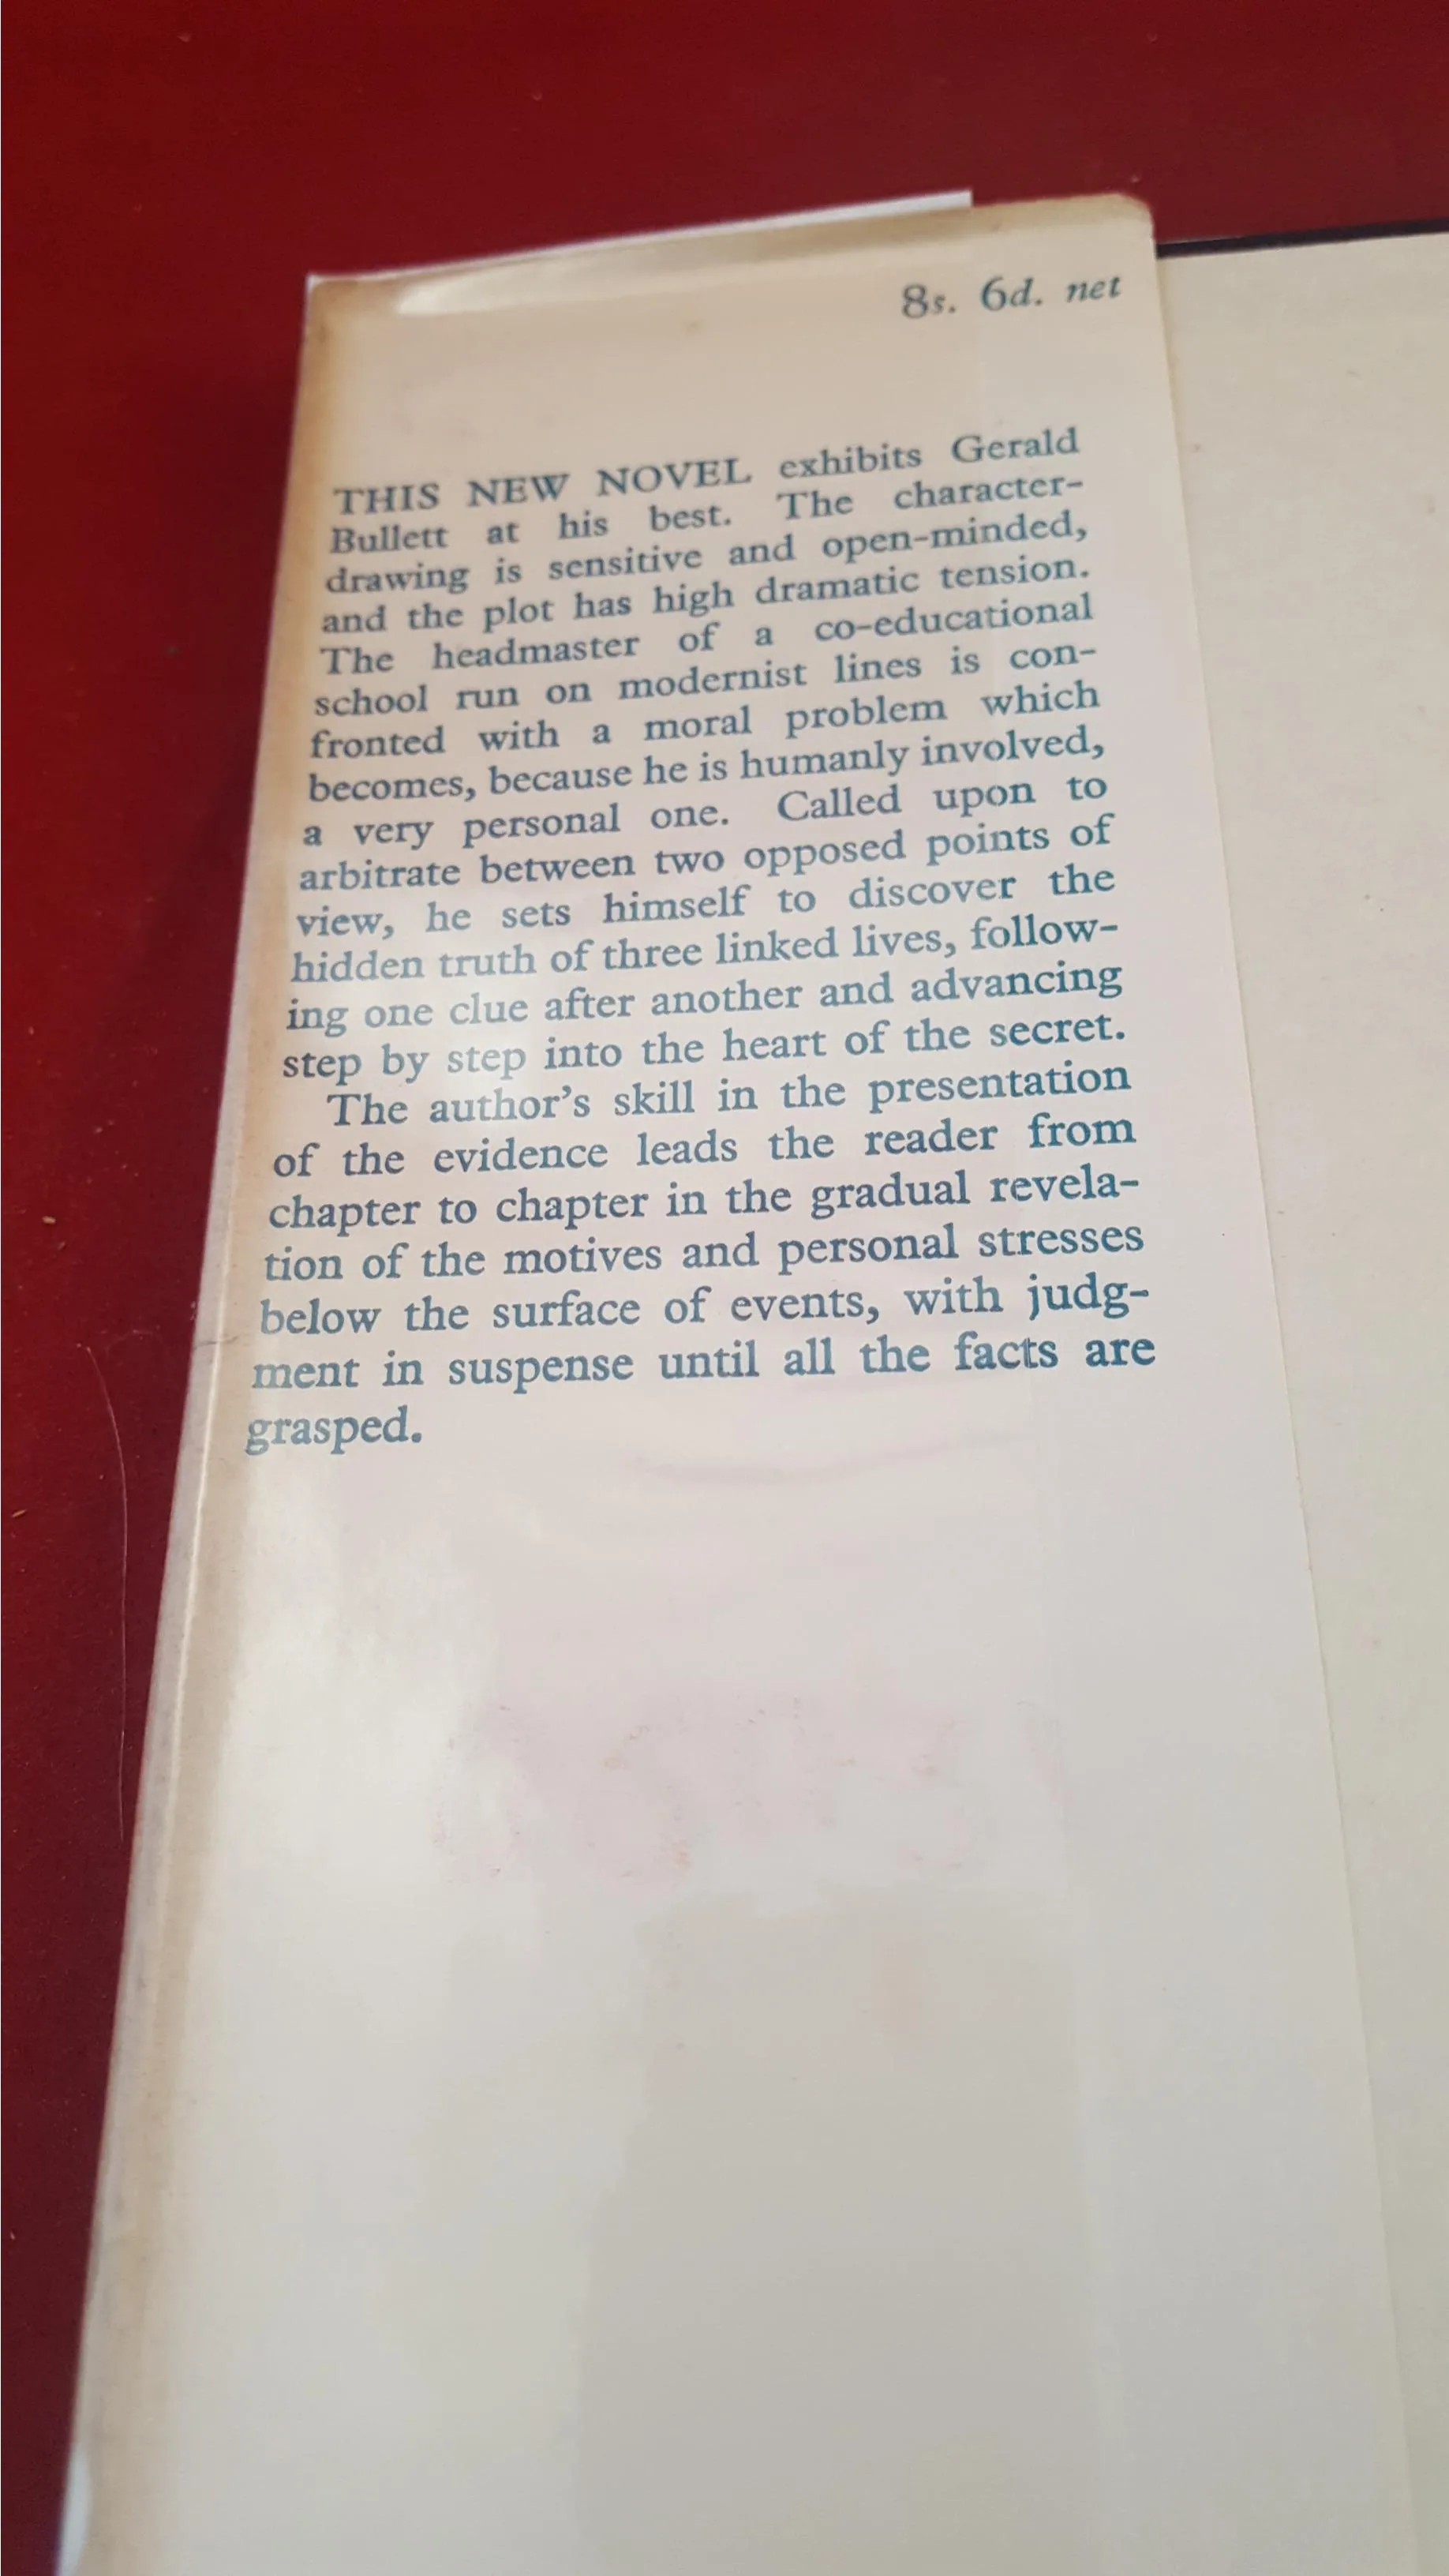 8s. 6d. net
THIS NEW NOVEL exhibits Gerald
Bullett at his best. The character-
drawing is sensitive and open-minded,
and the plot has high dramatic tension.
The headmaster of a co-educational
school run on modernist lines is con-
fronted with a moral problem which
becomes, because he is humanly involved,
a very personal one. Called upon to
arbitrate between two opposed points of
view, he sets himself to discover the
hidden truth of three linked lives, follow-
ing one clue after another and advancing
step by step into the heart of the secret.
The author's skill in the presentation
of the evidence leads the reader from
chapter to chapter in the gradual revela-
tion of the motives and personal stresses
below the surface of events, with judg-
ment in suspense until all the facts are
grasped.